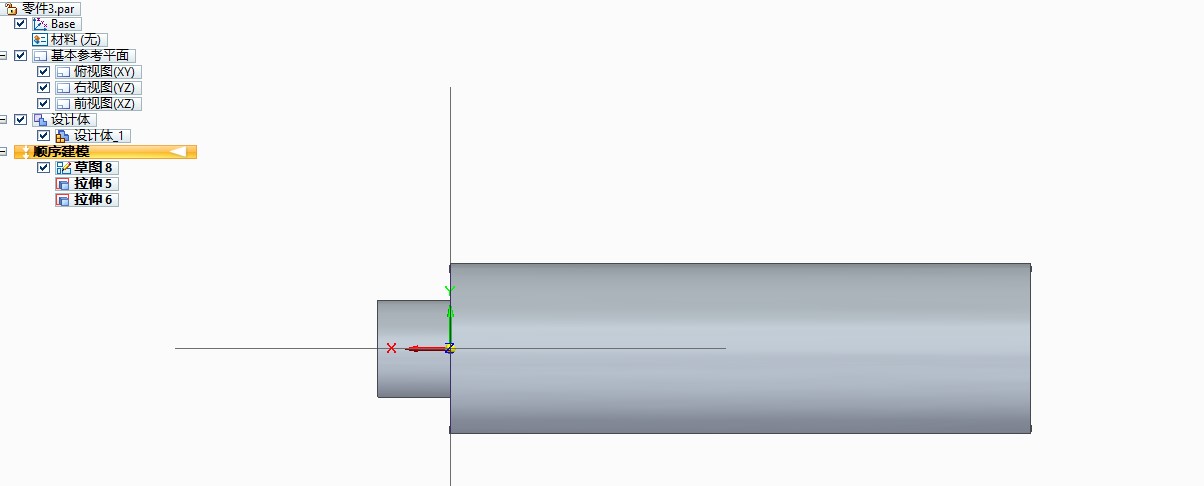 零件3.par
Base
材料 (无)
基本参考平面
俯视图(XY)
右视图(YZ)
前视图(XZ)
设计体
设计体_1
顺序建模
草图 8
拉伸 5
拉伸 6
Y
X
Z